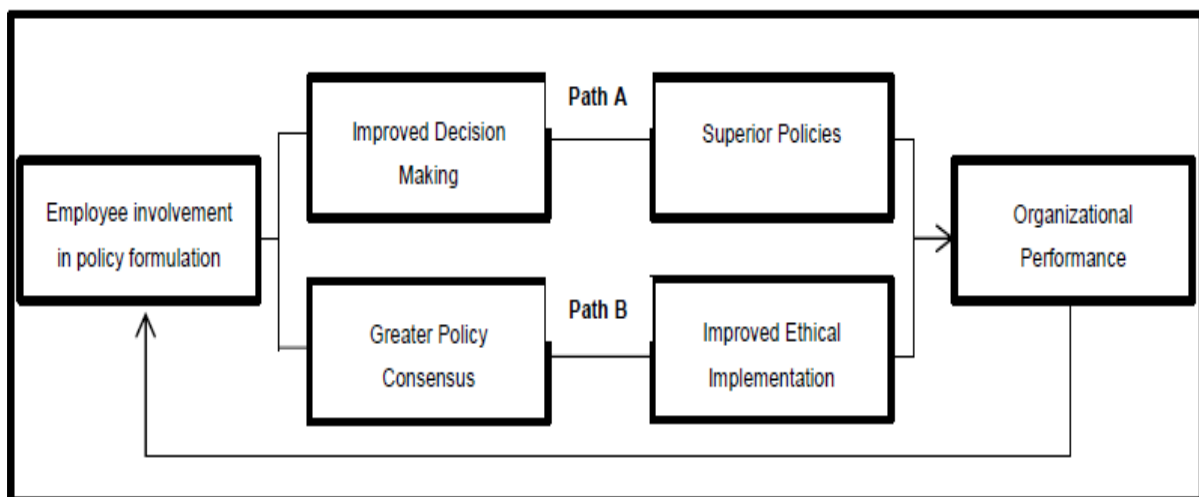 Path A
Improved Decision
Making
Superior Policies
Employee involvement
in policy formulation
Organizational
Performance
Path B
Greater Policy
Consensus
Improved Ethical
Implementation